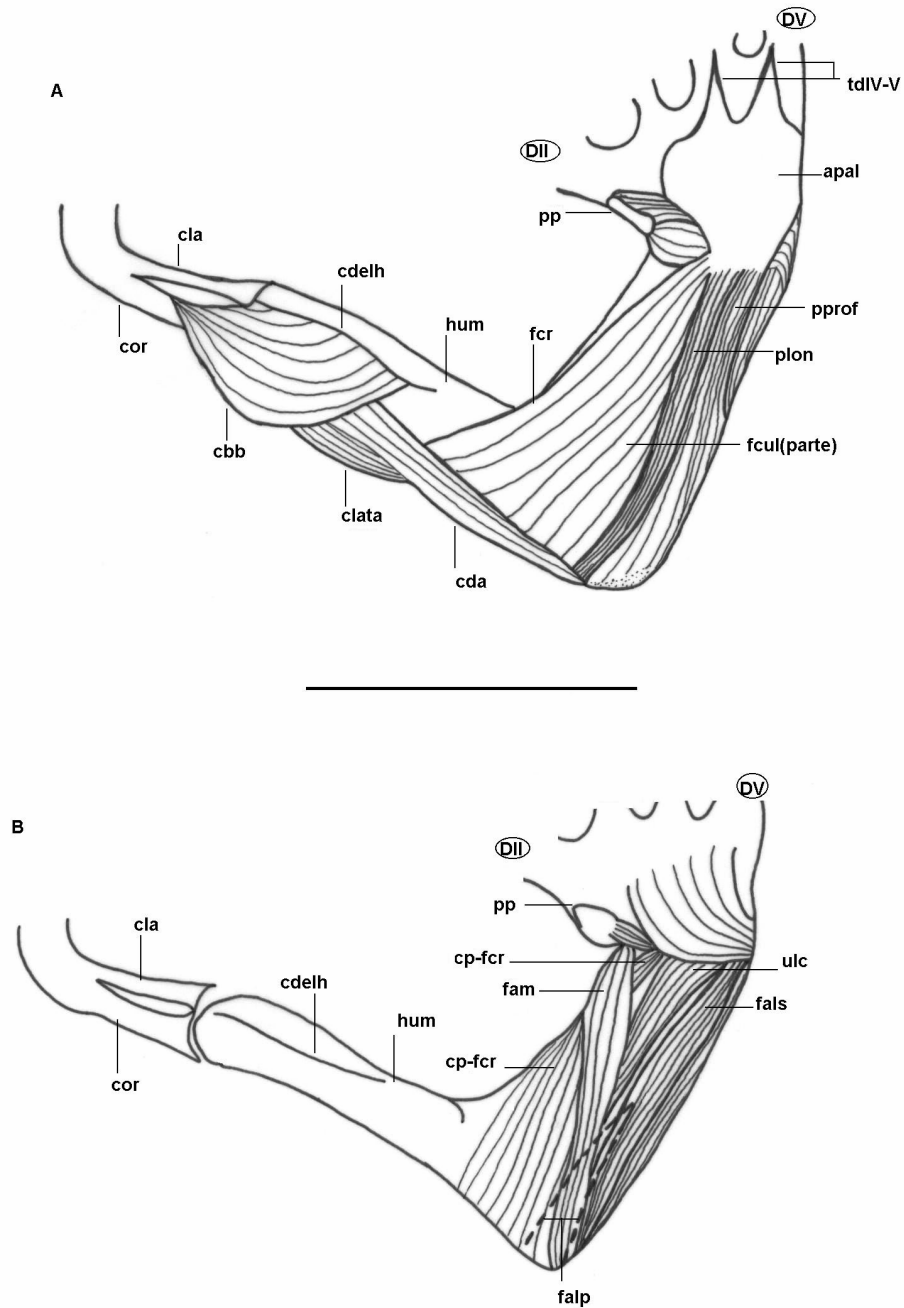 DV
A
tdIV-V
DII
apal
pp
cla
cdelh
pprof
hum
fcr
cor
plon
cbb
fcul(parte)
clata
cda
DV
B
DII
pp
cla
cp-fcr
ulc
cdelh
fam
fals
hum
cp-fcr
cor
falp